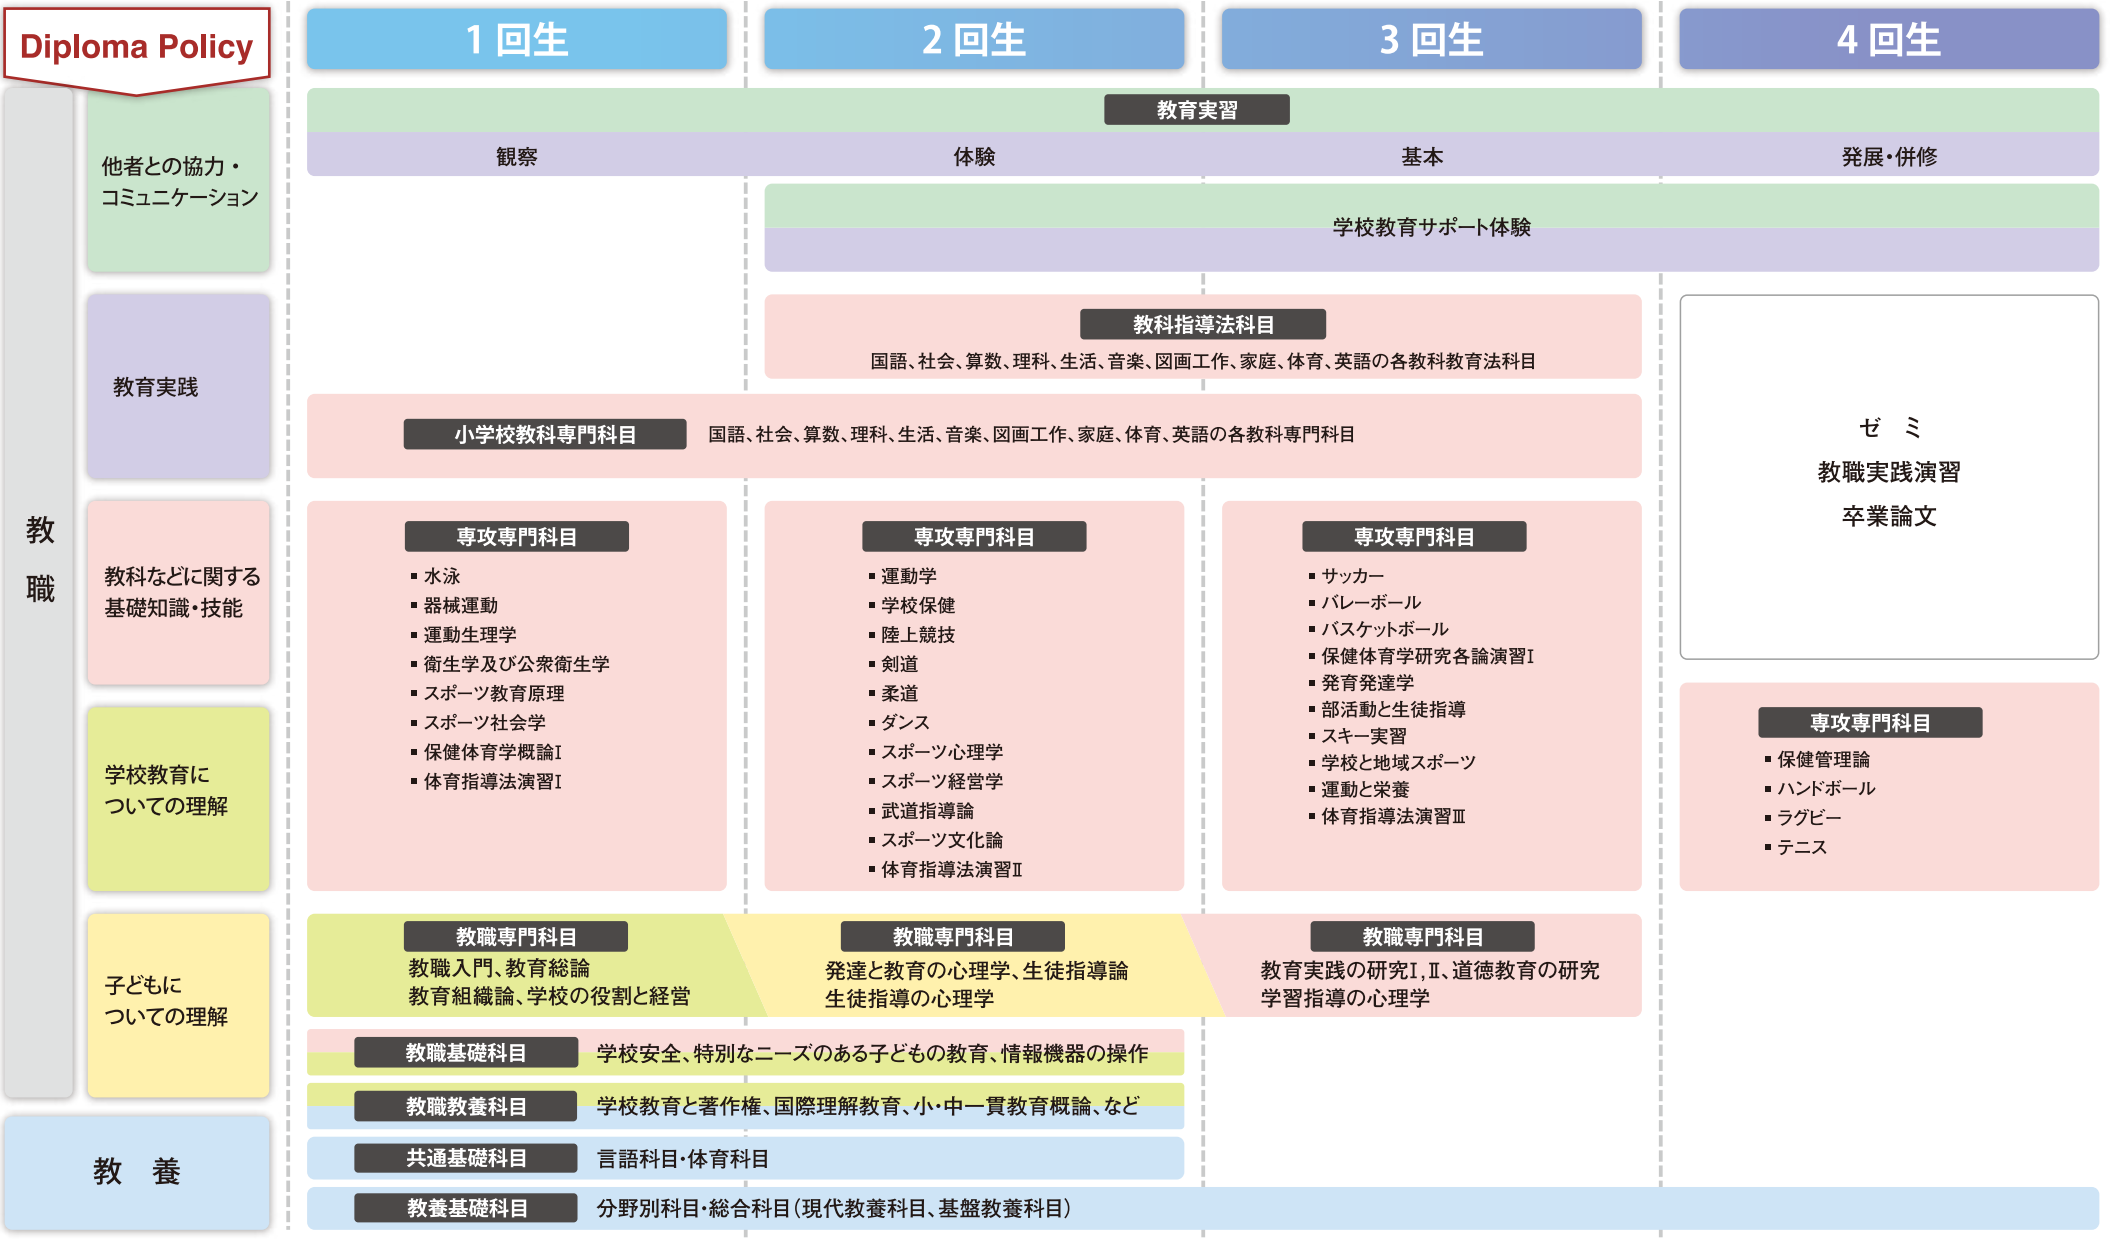 Diploma Policy
1 回生
2 回生
3 回生
4 回生
教職
他者との協力・
コミュニケーション
教育実践
教科などに関する
基礎知識・技能
学校教育に
ついての理解
子どもに
ついての理解
教 養
教育実習
観察
体験
基本
発展・併修
学校教育サポート体験
教科指導法科目
国語、社会、算数、理科、生活、音楽、図画工作、家庭、体育、英語の各教科教育法科目
小学校教科専門科目
国語、社会、算数、理科、生活、音楽、図画工作、家庭、体育、英語の各教科専門科目
ゼ ミ
教職実践演習
卒業論文
専攻専門科目
▪ 水泳
▪ 器械運動
▪ 運動生理学
▪ 衛生学及び公衆衛生学
▪ スポーツ教育原理
▪ スポーツ社会学
▪ 保健体育学概論Ⅰ
▪ 体育指導法演習Ⅰ
専攻専門科目
▪ 運動学
▪ 学校保健
▪ 陸上競技
▪ 剣道
▪ 柔道
▪ ダンス
▪ スポーツ心理学
▪ スポーツ経営学
▪ 武道指導論
▪ スポーツ文化論
▪ 体育指導法演習Ⅱ
専攻専門科目
▪ サッカー
▪ バレーボール
▪ バスケットボール
▪ 保健体育学研究各論演習Ⅰ
▪ 発育発達学
▪ 部活動と生徒指導
▪ スキー実習
▪ 学校と地域スポーツ
▪ 運動と栄養
▪ 体育指導法演習Ⅲ
専攻専門科目
▪ 保健管理論
▪ ハンドボール
▪ ラグビー
▪ テニス
教職専門科目
教職入門、教育総論
教育組織論、学校の役割と経営
教職専門科目
発達と教育の心理学、生徒指導論
生徒指導の心理学
教職専門科目
教育実践の研究Ⅰ,Ⅱ、道徳教育の研究
学習指導の心理学
教職基礎科目
学校安全、特別なニーズのある子どもの教育、情報機器の操作
教職教養科目
学校教育と著作権、国際理解教育、小・中一貫教育概論、など
共通基礎科目
言語科目・体育科目
教養基礎科目
分野別科目・総合科目（現代教養科目、基盤教養科目）